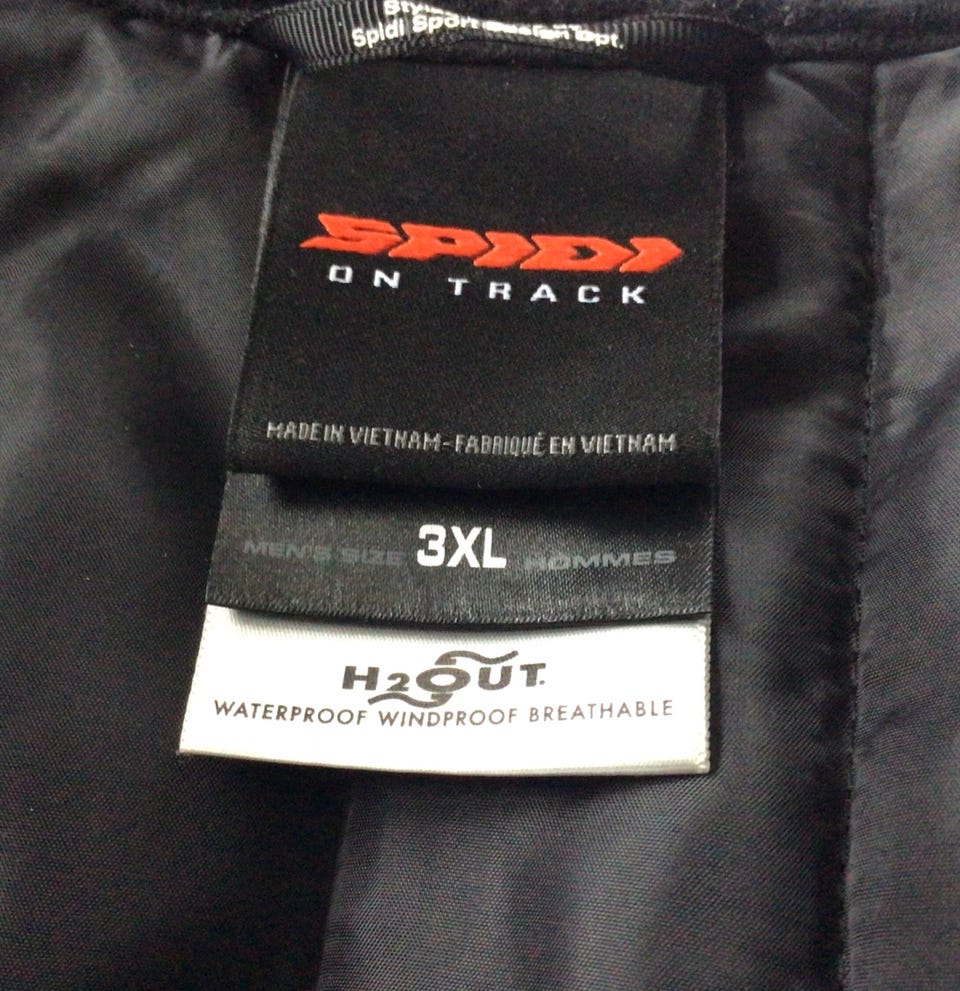 Spidi Sport
SPIDI
ON TRACK
MADE IN VIETNAM-FABRIQUÉ EN VIETNAM
MEN'S SIZE 3XL HOMMES
H2OUT.
WATERPROOF WINDPROOF BREATHABLE